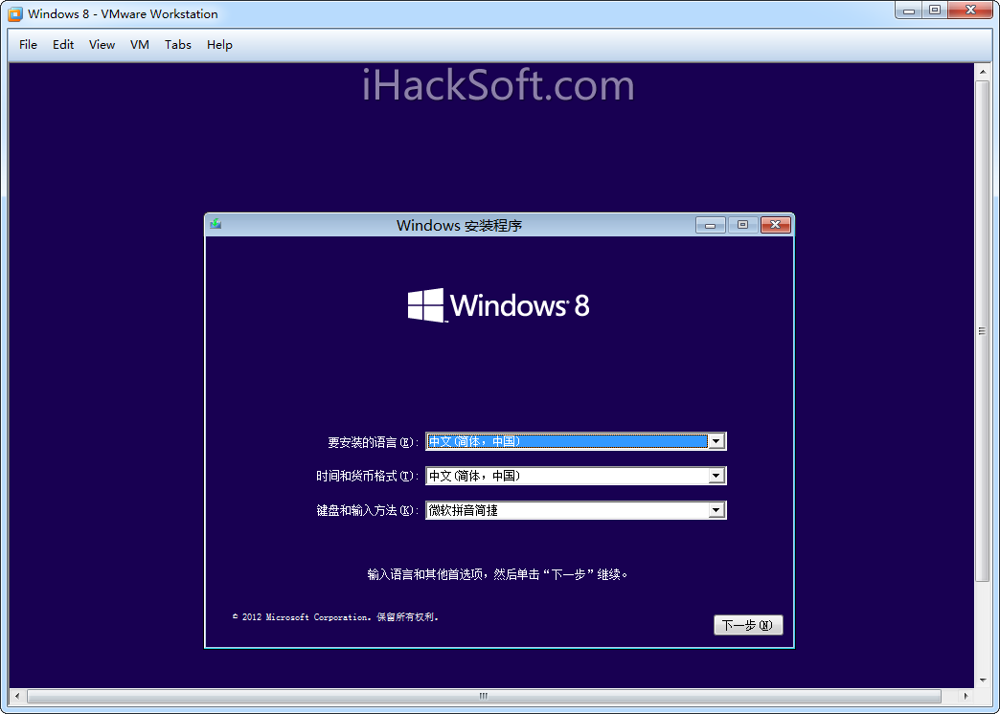 Windows 8 - VMware Workstation
File Edit View VM Tabs Help
iHackSoft.com
Windows 安装程序
Windows 8
要安装的语言(E): 中文(简体，中国)
时间和货币格式(T): 中文(简体，中国)
键盘和输入方法(K): 微软拼音简捷
输入语言和其他首选项，然后单击“下一步”继续。
© 2012 Microsoft Corporation. 保留所有权利.
下一步(N)